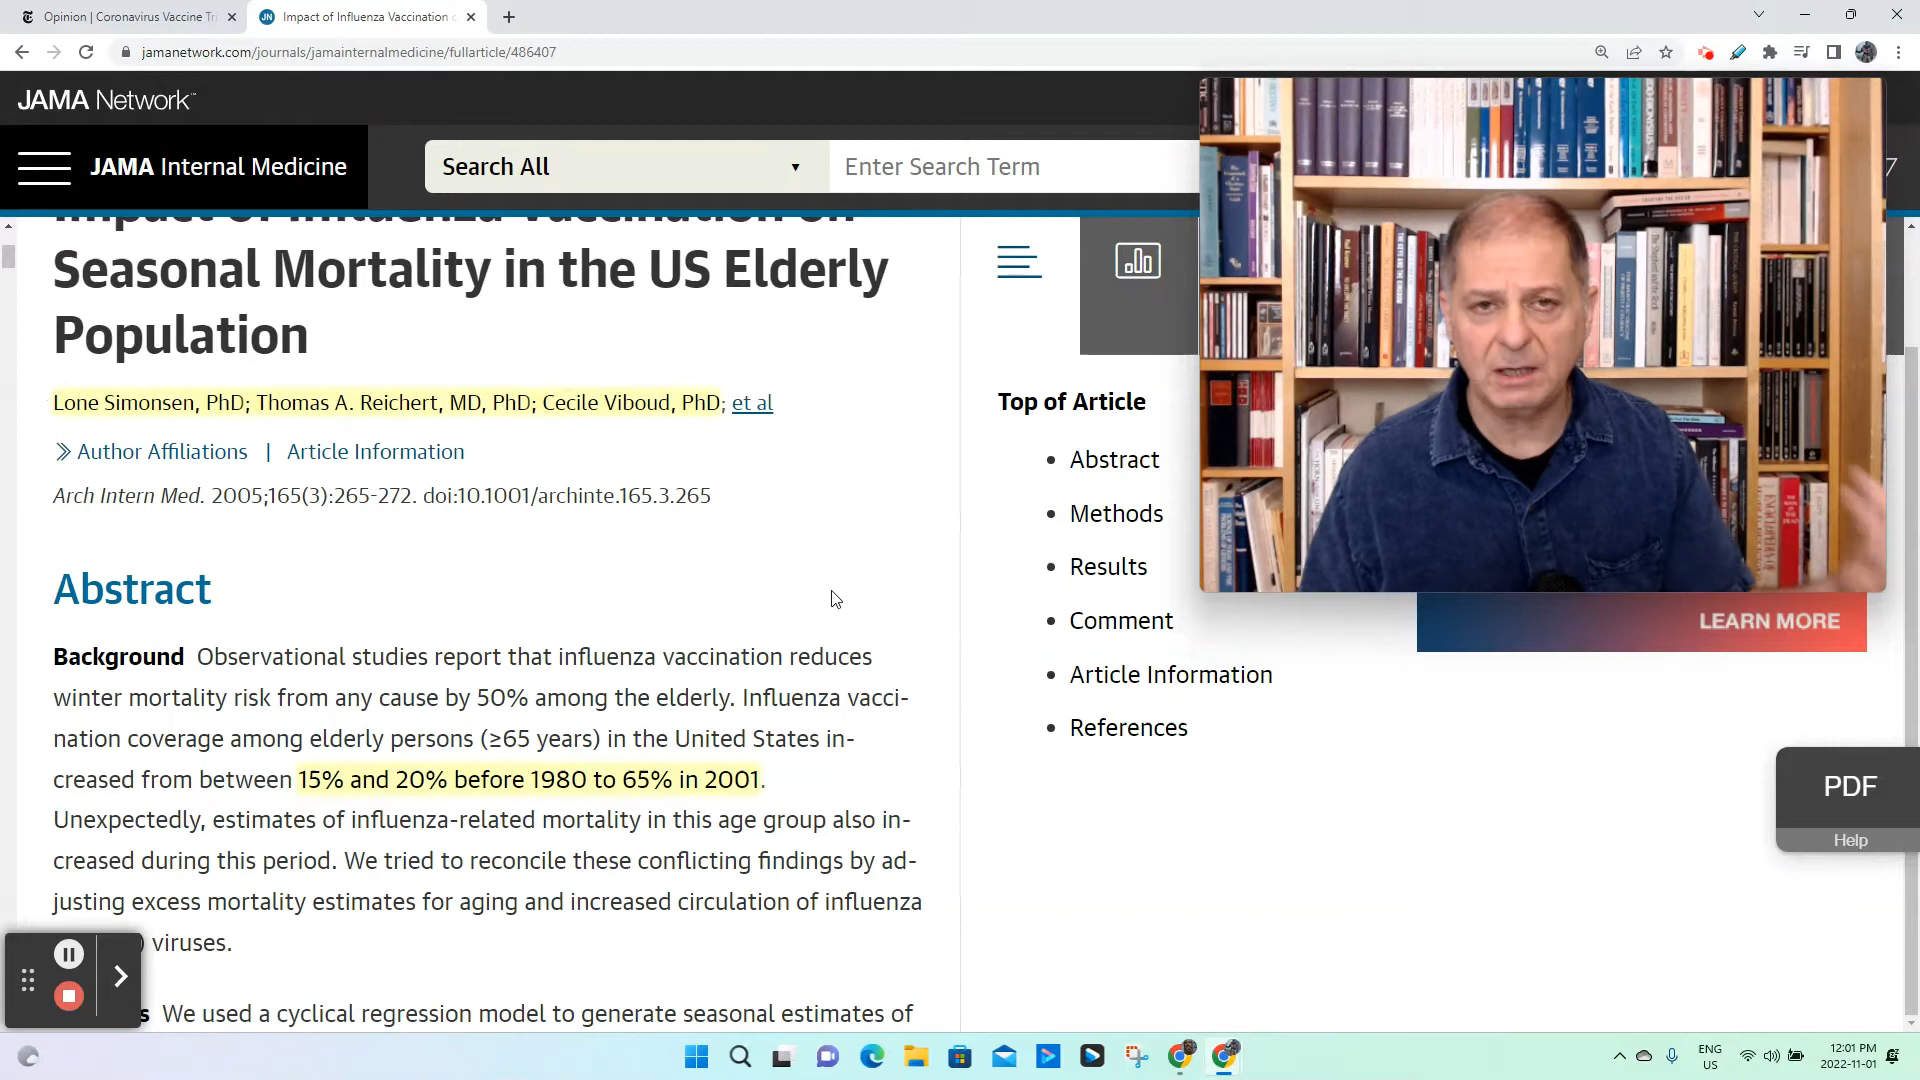 Opinion | Coronavirus Vaccine Tri
JN Impact of Influenza Vaccination o
jamanetwork.com/journals/jamainternalmedicine/fullarticle/486407
JAMA Network™
JAMA Internal Medicine
Search All
Enter Search Term
7
Impact of Influenza Vaccination on
Seasonal Mortality in the US Elderly
Population
Lone Simonsen, PhD; Thomas A. Reichert, MD, PhD; Cecile Viboud, PhD; et al
Author Affiliations | Article Information
Arch Intern Med. 2005;165(3):265-272. doi:10.1001/archinte.165.3.265
Abstract
Background Observational studies report that influenza vaccination reduces
winter mortality risk from any cause by 50% among the elderly. Influenza vacci-
nation coverage among elderly persons (≥65 years) in the United States in-
creased from between 15% and 20% before 1980 to 65% in 2001.
Unexpectedly, estimates of influenza-related mortality in this age group also in-
creased during this period. We tried to reconcile these conflicting findings by ad-
justing excess mortality estimates for aging and increased circulation of influenza
) viruses.
s We used a cyclical regression model to generate seasonal estimates of
Top of Article
Abstract
Methods
Results
Comment
Article Information
References
LEARN MORE
PDF
Help
ENG
US
12:01 PM
2022-11-01